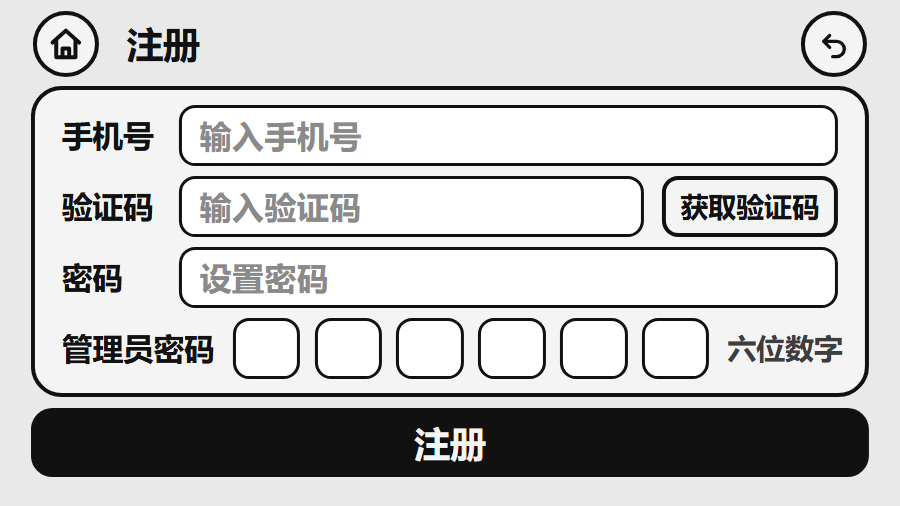 注册
手机号 输入手机号
验证码 输入验证码 获取验证码
密码 设置密码
管理员密码 六位数字
注册